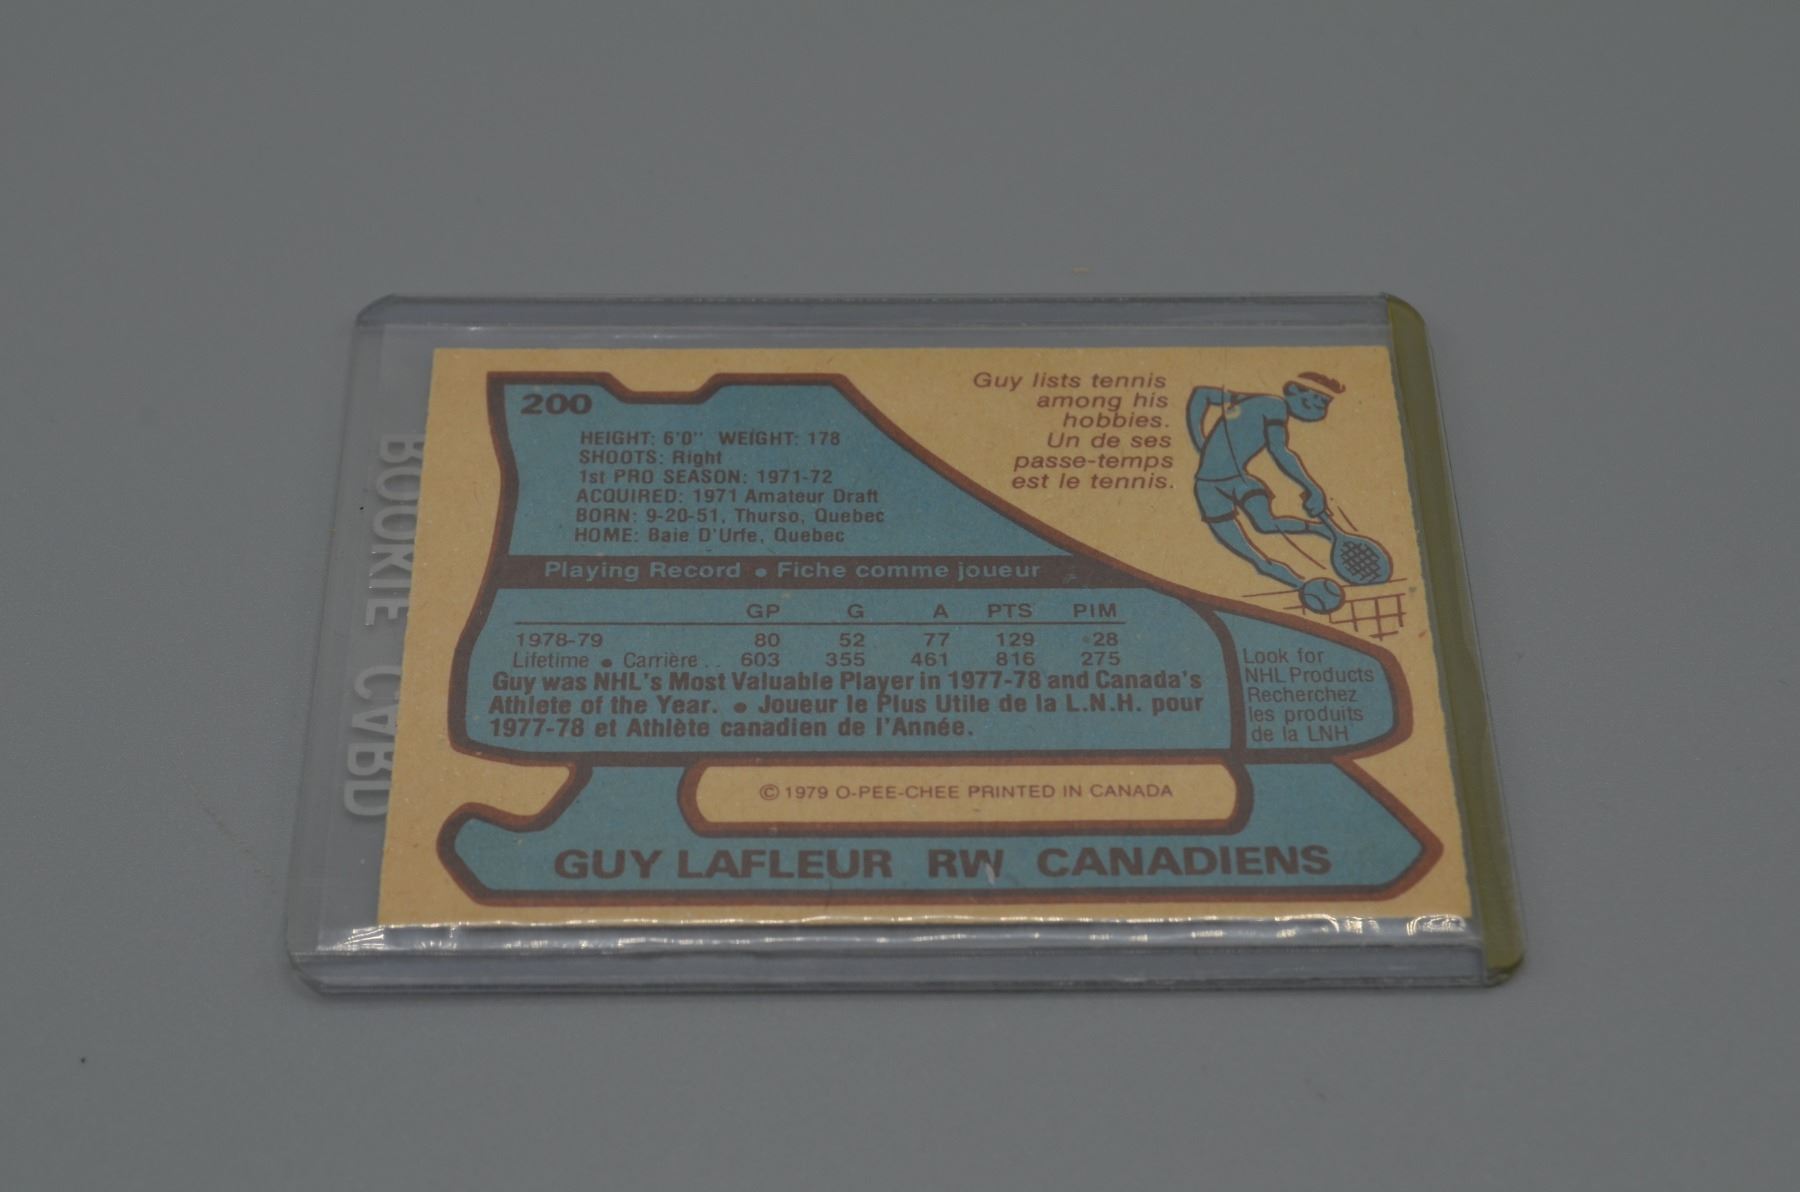 200
HEIGHT: 6'0" WEIGHT: 178
SHOOTS: Right
1st PRO SEASON: 1971-72
ACQUIRED: 1971 Amateur Draft
BORN: 9-20-51, Thurso, Quebec
HOME: Baie D'Urfe, Quebec
Guy lists tennis
among his
hobbies.
Un de ses
passe-temps
est le tennis.
Playing Record • Fiche comme joueur
GP G A PTS PIM
1978-79 80 52 77 129 28
Lifetime • Carrière .. 603 355 461 816 275
Guy was NHL's Most Valuable Player in 1977-78 and Canada's
Athlete of the Year. • Joueur le Plus Utile de la L.N.H. pour
1977-78 et Athlète canadien de l'Année.
Look for
NHL Products
Recherchez
les produits
de la LNH
© 1979 O-PEE-CHEE PRINTED IN CANADA
GUY LAFLEUR RW CANADIENS
ROOKIE CARD